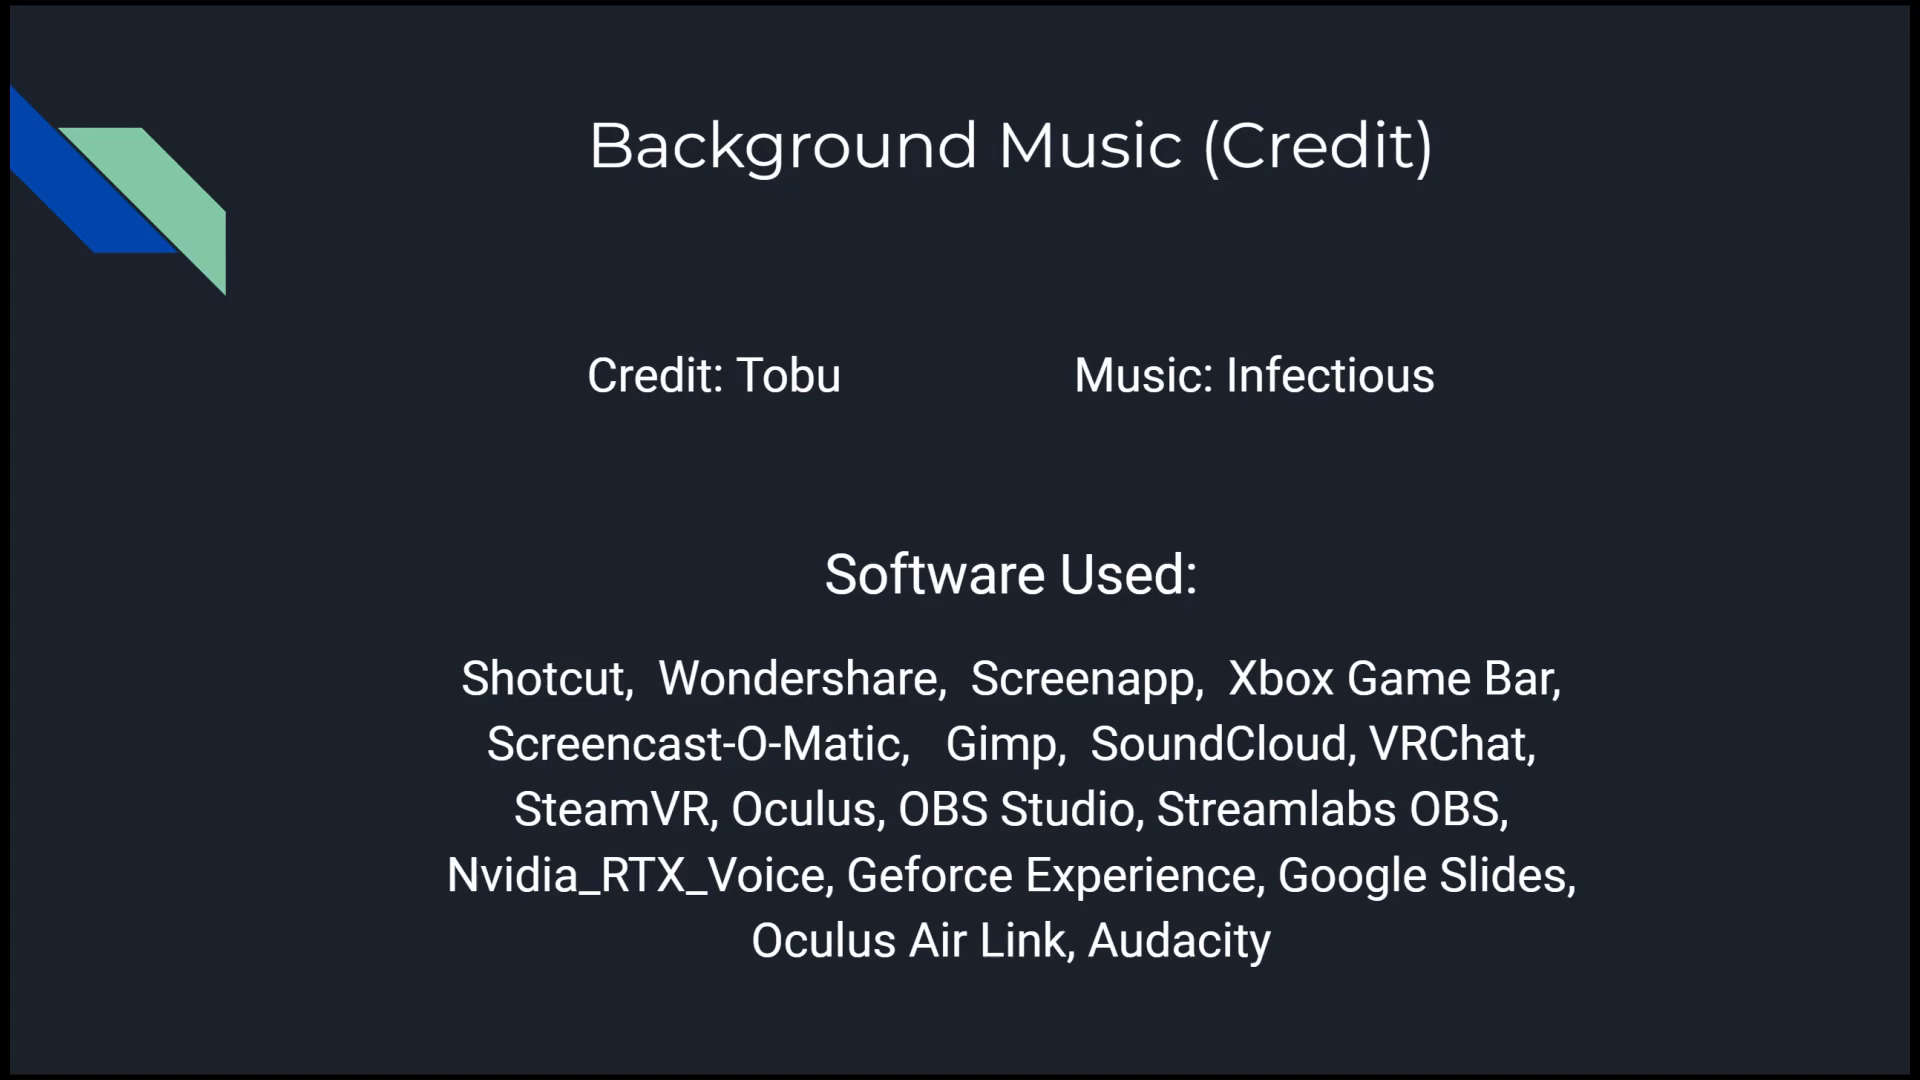 Background Music (Credit)
Credit: Tobu
Music: Infectious
Software Used:
Shotcut,  Wondershare,  Screenapp,  Xbox Game Bar,
Screencast-O-Matic,   Gimp,  SoundCloud, VRChat,
SteamVR, Oculus, OBS Studio, Streamlabs OBS,
Nvidia_RTX_Voice, Geforce Experience, Google Slides,
Oculus Air Link, Audacity